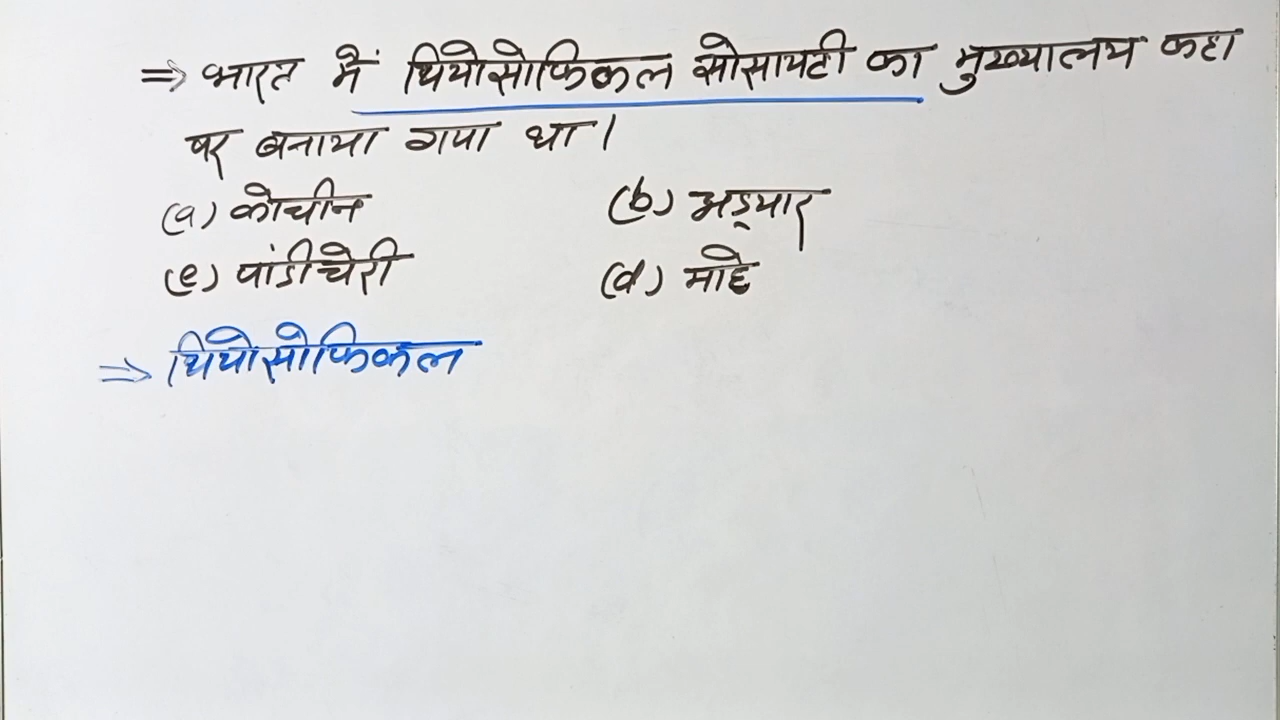 ⇒ भारत में थियोसोफिकल सोसायटी का मुख्यालय कहा
पर बनाया गया था।
(a) कोचीन (b) अड्यार
(c) पांडीचेरी (d) माहे
⇒ थियोसोफिकल